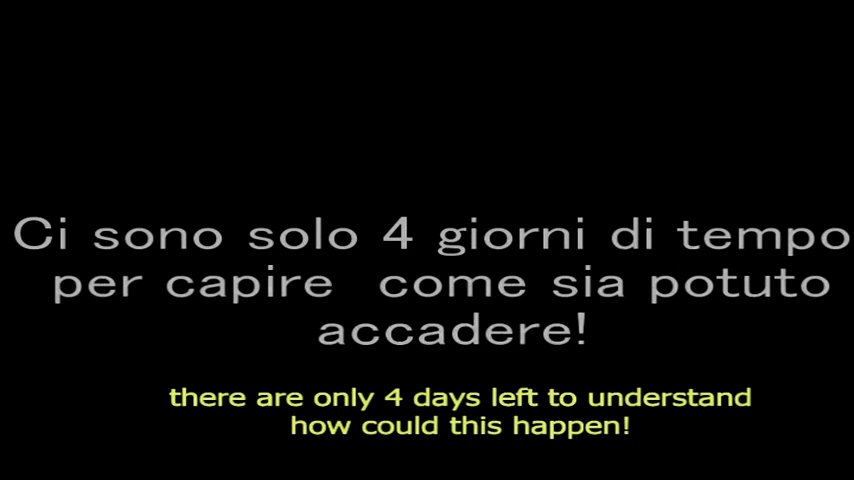 Ci sono solo 4 giorni di tempo
per capire come sia potuto
accadere!
there are only 4 days left to understand
how could this happen!